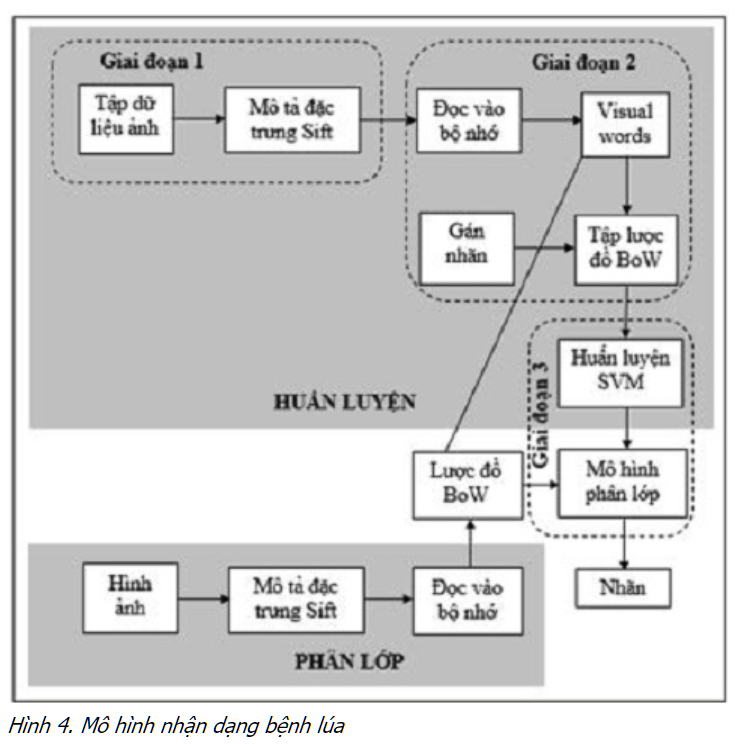 Giai đoạn 1
Giai đoạn 2
Tập dữ
liệu ảnh
Mô tả đặc
trưng Sift
Đọc vào
bộ nhớ
Visual
words
Gán
nhãn
Tập lược
đồ BoW
Giai đoạn 3
Huấn luyện
SVM
HUẤN LUYỆN
Lược đồ
BoW
Mô hình
phân lớp
Hình
ảnh
Mô tả đặc
trưng Sift
Đọc vào
bộ nhớ
Nhãn
PHÂN LỚP
Hình 4. Mô hình nhận dạng bệnh lúa